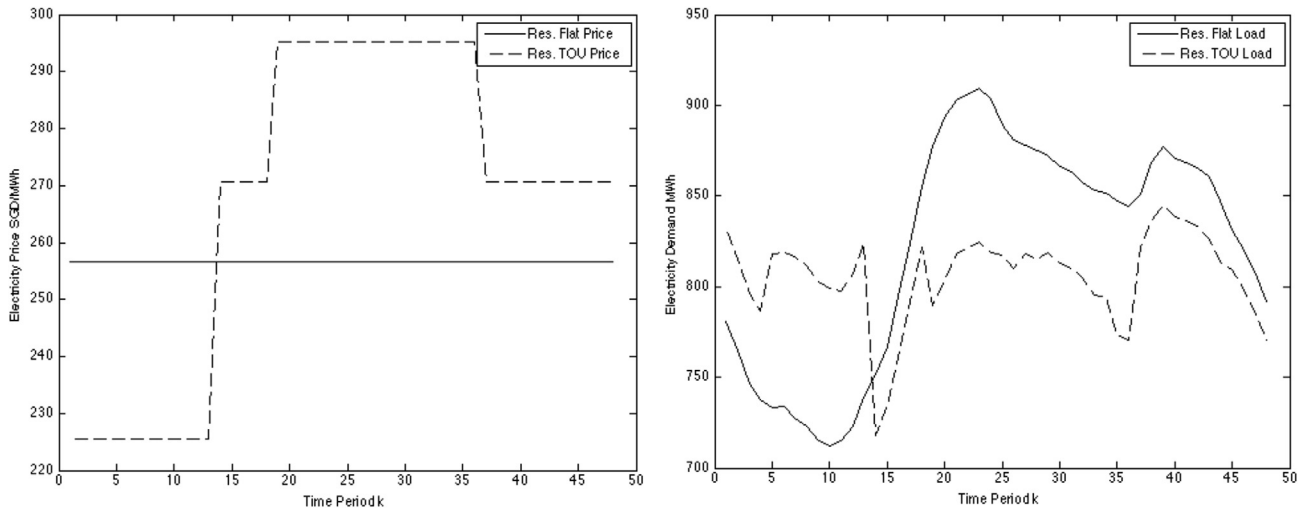 300
290
280
270
260
250
240
230
220
0 5 10 15 20 25 30 35 40 45 50
Electricity Price SGD/MWh
Time Period k
Res. Flat Price
Res. TOU Price
950
900
850
800
750
700
0 5 10 15 20 25 30 35 40 45 50
Electricity Demand MWh
Time Period k
Res. Flat Load
Res. TOU Load